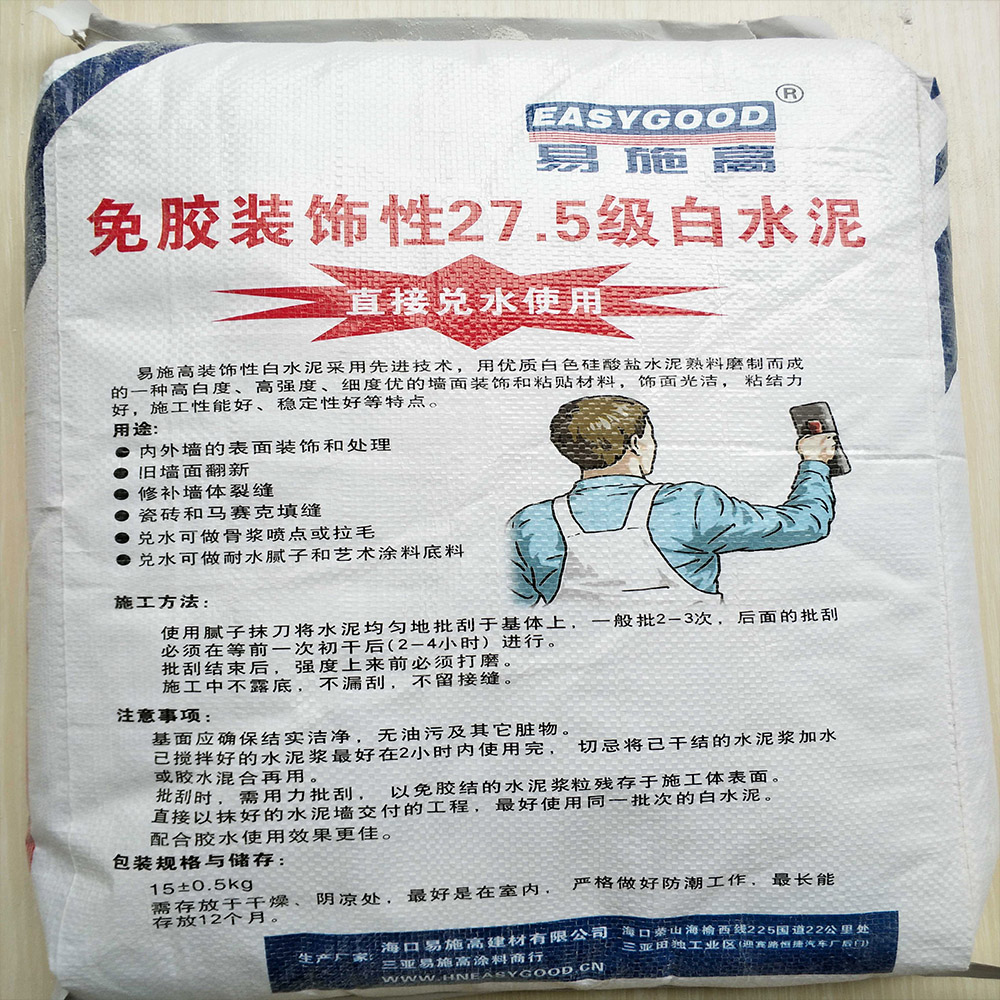 EASYGOOD®
易施高
免胶装饰性27.5级白水泥
直接兑水使用
易施高装饰性白水泥采用先进技术，用优质白色硅酸盐水泥熟料磨制而成
的一种高白度、高强度、细度优的墙面装饰和粘贴材料，饰面光洁，粘结力
好，施工性能好、稳定性好等特点。
用途:
● 内外墙的表面装饰和处理
● 旧墙面翻新
● 修补墙体裂缝
● 瓷砖和马赛克填缝
● 兑水可做骨浆喷点或拉毛
● 兑水可做耐水腻子和艺术涂料底料
施工方法:
使用腻子抹刀将水泥均匀地批刮于基体上，一般批2-3次，后面的批刮
必须在等前一次初干后(2-4小时)进行。
批刮结束后，强度上来前必须打磨。
施工中不露底，不漏刮，不留接缝。
注意事项:
基面应确保结实洁净，无油污及其它脏物。
已搅拌好的水泥浆最好在2小时内使用完，切忌将已干结的水泥浆加水
或胶水混合再用。
批刮时，需用力批刮，以免胶结的水泥浆粒残存于施工体表面。
直接以抹好的水泥墙交付的工程，最好使用同一批次的白水泥。
配合胶水使用效果更佳。
包装规格与储存:
15±0.5kg
需存放于干燥、阴凉处，最好是在室内，严格做好防潮工作，最长能
存放12个月。
生产厂家: 海口易施高建材有限公司 海口荣山海榆西线225国道22公里处
三亚易施高涂料商行 三亚田独工业区(迎宾路恒捷汽车厂后门)
WWW.HNEASYGOOD.CN